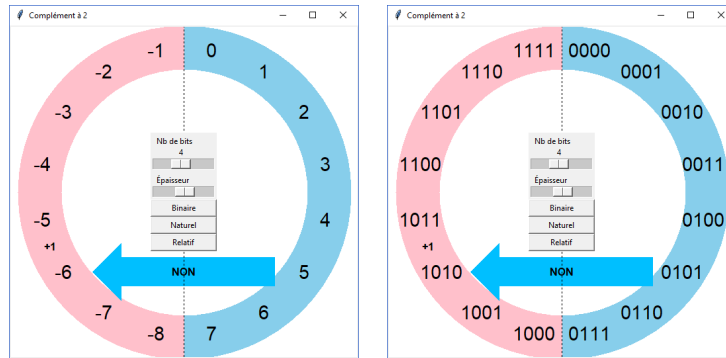 Complément à 2
-1 0
-2 1
-3 2
Nb de bits
4
-4 3
Épaisseur
Binaire
-5 4
Naturel
+1 Relatif
-6 NON 5
-7 6
-8 7
Complément à 2
1111 0000
1110 0001
1101 0010
Nb de bits
4
1100 0011
Épaisseur
Binaire
1011 0100
Naturel
+1 Relatif
1010 NON 0101
1001 0110
1000 0111